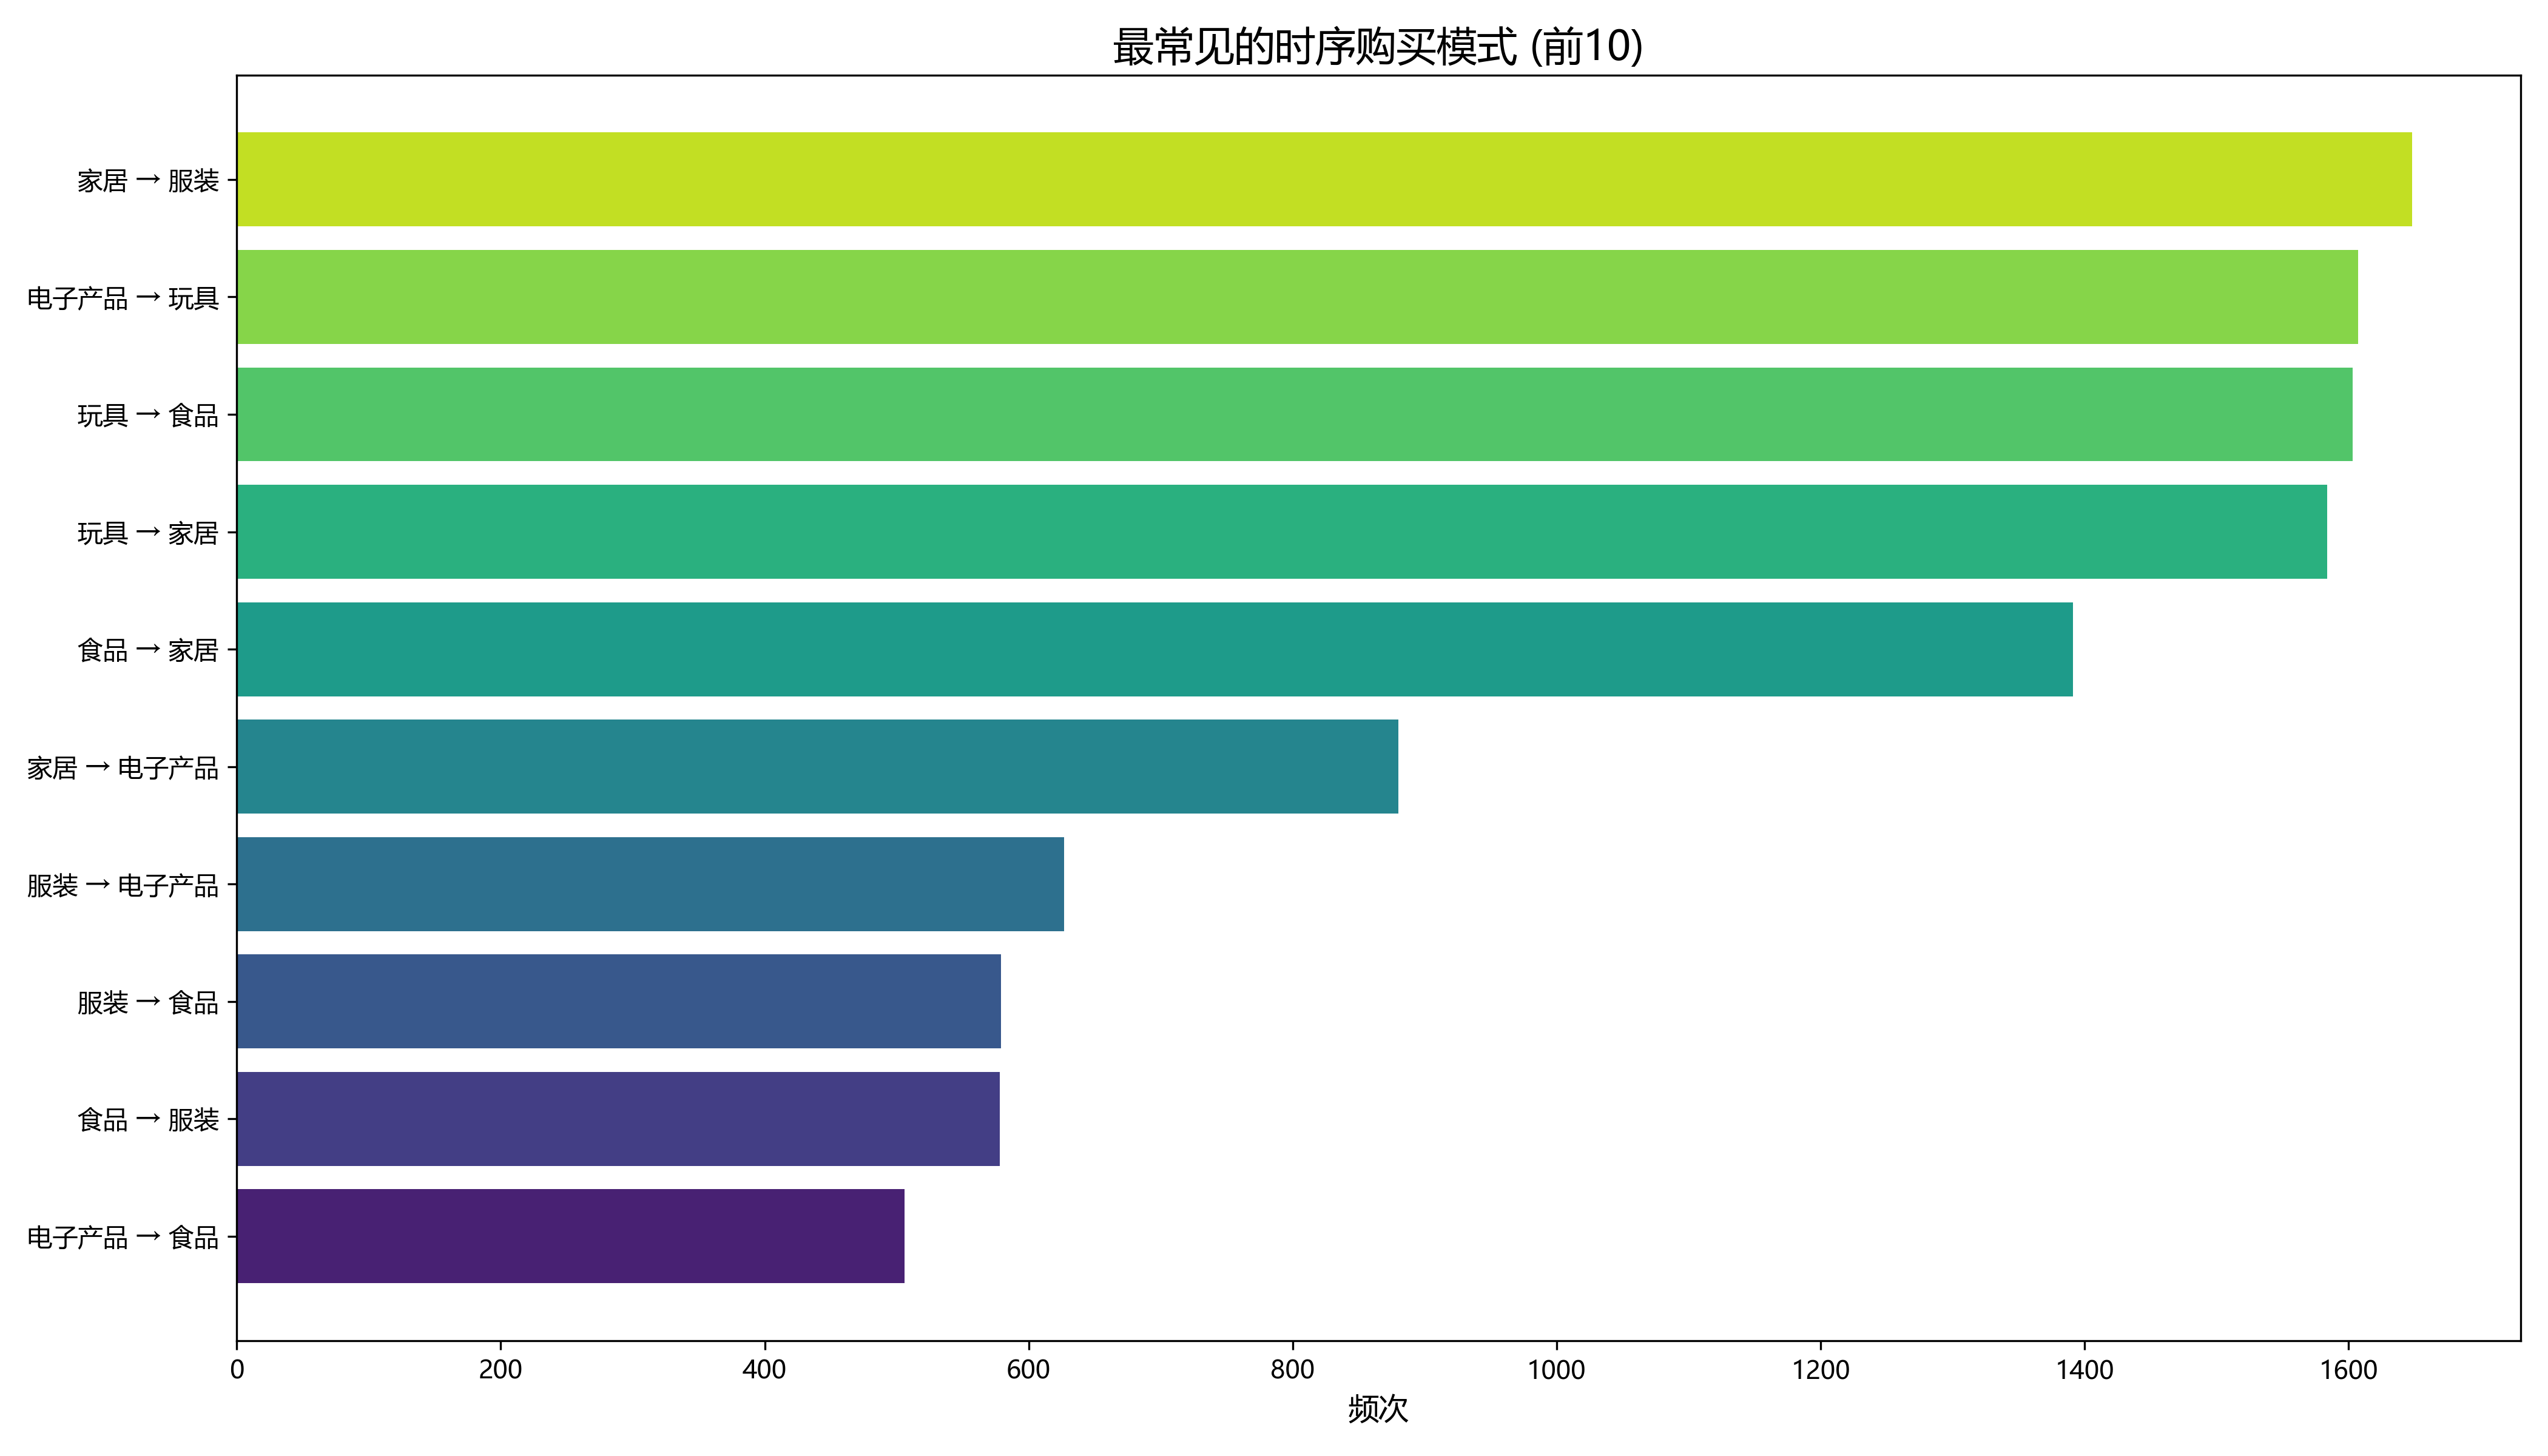 最常见的时序购买模式 (前10)
家居 → 服装
电子产品 → 玩具
玩具 → 食品
玩具 → 家居
食品 → 家居
家居 → 电子产品
服装 → 电子产品
服装 → 食品
食品 → 服装
电子产品 → 食品
0 200 400 600 800 1000 1200 1400 1600
频次